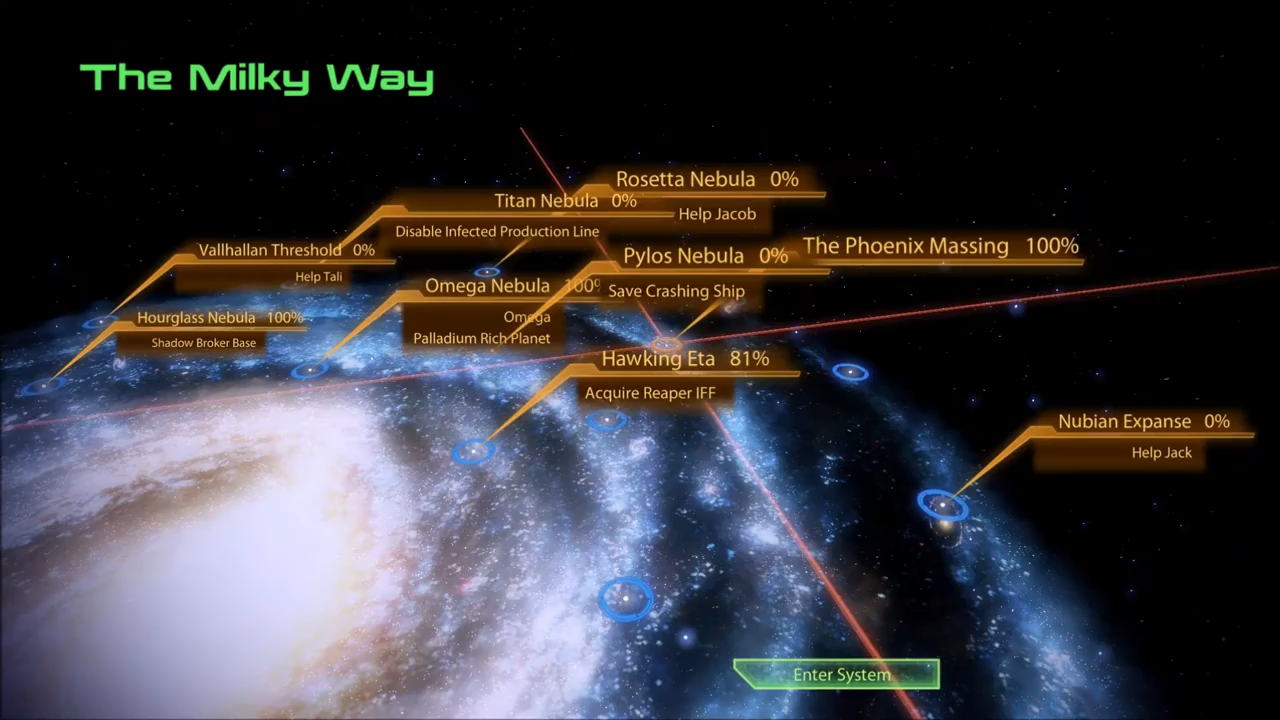 The Milky Way
Rosetta Nebula 0%
Help Jacob
Titan Nebula 0%
Disable Infected Production Line
Vallhallan Threshold 0%
Help Tali
Pylos Nebula 0%
Save Crashing Ship
The Phoenix Massing 100%
Omega Nebula 100%
Omega
Palladium Rich Planet
Hourglass Nebula 100%
Shadow Broker Base
Hawking Eta 81%
Acquire Reaper IFF
Nubian Expanse 0%
Help Jack
Enter System